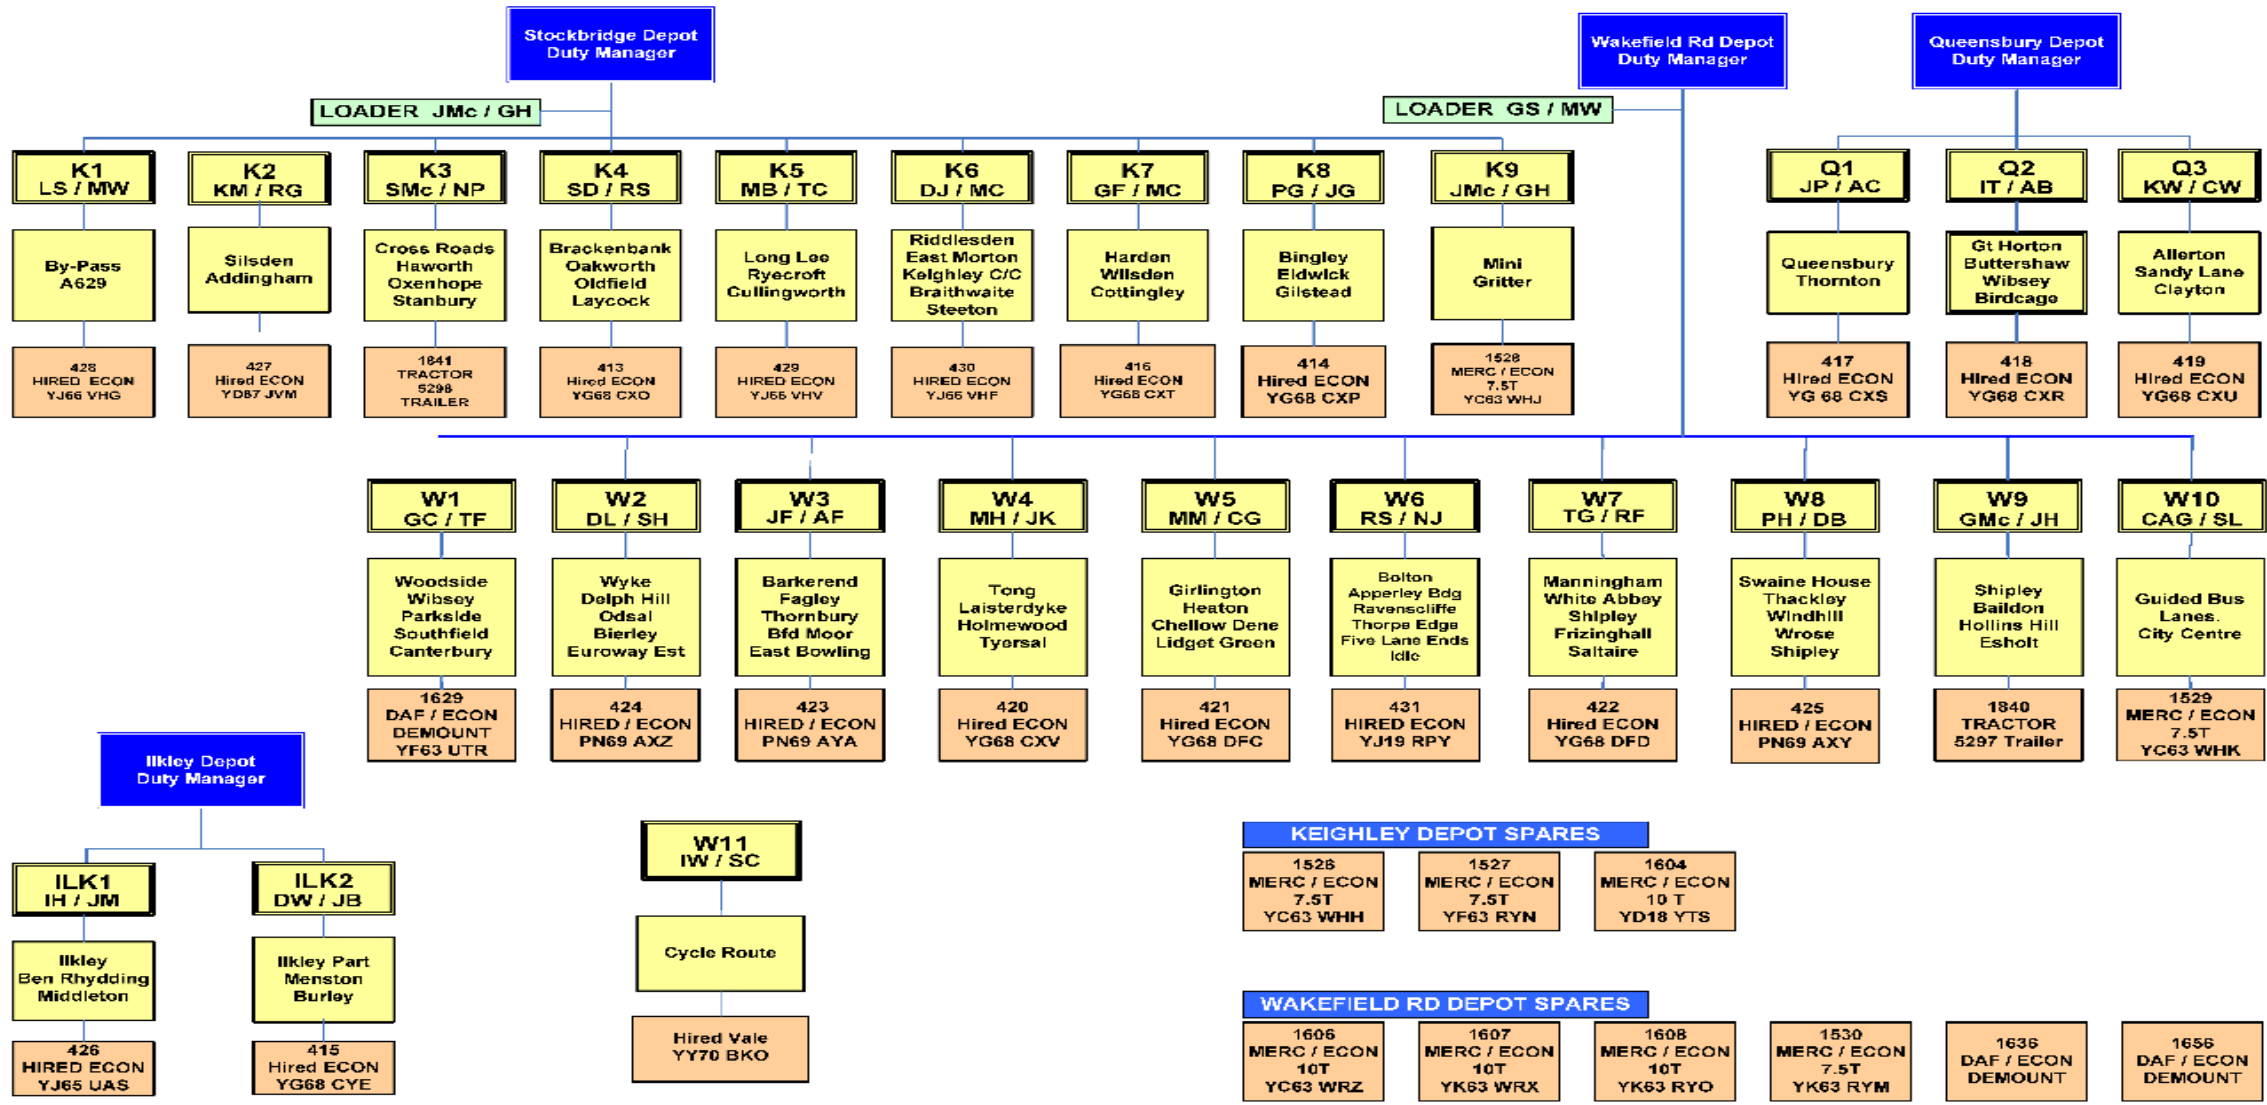 Stockbridge Depot
Duty Manager
Wakefield Rd Depot
Duty Manager
Queensbury Depot
Duty Manager
LOADER JMc / GH
LOADER GS / MW
K1
LS / MW
By-Pass
A629
428
HIRED ECON
YJ66 VHG
K2
KM / RG
Silsden
Addingham
427
Hired ECON
YD67 JVM
K3
SMc / NP
Cross Roads
Haworth
Oxenhope
Stanbury
1841
TRACTOR
5298
TRAILER
K4
SD / RS
Brackenbank
Oakworth
Oldfield
Laycock
413
Hired ECON
YG68 CXO
K5
MB / TC
Long Lee
Ryecroft
Cullingworth
429
HIRED ECON
YJ66 VHV
K6
DJ / MC
Riddlesden
East Morton
Keighley C/C
Braithwaite
Steeton
430
HIRED ECON
YJ66 VHF
K7
GF / MC
Harden
Wilsden
Cottingley
416
Hired ECON
YG68 CXT
K8
PG / JG
Bingley
Eldwick
Gilstead
414
Hired ECON
YG68 CXP
K9
JMc / GH
Mini
Gritter
1528
MERC / ECON
7.5T
YC63 WHJ
Q1
JP / AC
Queensbury
Thornton
417
Hired ECON
YG 68 CXS
Q2
IT / AB
Gt Horton
Buttershaw
Wibsey
Birdcage
418
Hired ECON
YG68 CXR
Q3
KW / CW
Allerton
Sandy Lane
Clayton
419
Hired ECON
YG68 CXU
W1
GC / TF
Woodside
Wibsey
Parkside
Southfield
Canterbury
1629
DAF / ECON
DEMOUNT
YF63 UTR
W2
DL / SH
Wyke
Delph Hill
Odsal
Bierley
Euroway Est
424
HIRED / ECON
PN69 AXZ
W3
JF / AF
Barkerend
Fagley
Thornbury
Bfd Moor
East Bowling
423
HIRED / ECON
PN69 AYA
W4
MH / JK
Tong
Laisterdyke
Holmewood
Tyersal
420
Hired ECON
YG68 CXV
W5
MM / CG
Girlington
Heaton
Chellow Dene
Lidget Green
421
Hired ECON
YG68 DFC
W6
RS / NJ
Bolton
Apperley Bdg
Ravenscliffe
Thorpe Edge
Five Lane Ends
Idle
431
HIRED ECON
YJ19 RPY
W7
TG / RF
Manningham
White Abbey
Shipley
Frizinghall
Saltaire
422
Hired ECON
YG68 DFD
W8
PH / DB
Swaine House
Thackley
Windhill
Wrose
Shipley
425
HIRED / ECON
PN69 AXY
W9
GMc / JH
Shipley
Baildon
Hollins Hill
Esholt
1840
TRACTOR
5297 Trailer
W10
CAG / SL
Guided Bus
Lanes.
City Centre
1529
MERC / ECON
7.5T
YC63 WHK
Ilkley Depot
Duty Manager
ILK1
IH / JM
Ilkley
Ben Rhydding
Middleton
426
HIRED ECON
YJ65 UAS
ILK2
DW / JB
Ilkley Part
Menston
Burley
415
Hired ECON
YG68 CYE
W11
IW / SC
Cycle Route
Hired Vale
YY70 BKO
KEIGHLEY DEPOT SPARES
1526
MERC / ECON
7.5T
YC63 WHH
1527
MERC / ECON
7.5T
YF63 RYN
1604
MERC / ECON
10 T
YD18 YTS
WAKEFIELD RD DEPOT SPARES
1606
MERC / ECON
10T
YC63 WRZ
1607
MERC / ECON
10T
YK63 WRX
1608
MERC / ECON
10T
YK63 RYO
1530
MERC / ECON
7.5T
YK63 RYM
1636
DAF / ECON
DEMOUNT
1656
DAF / ECON
DEMOUNT